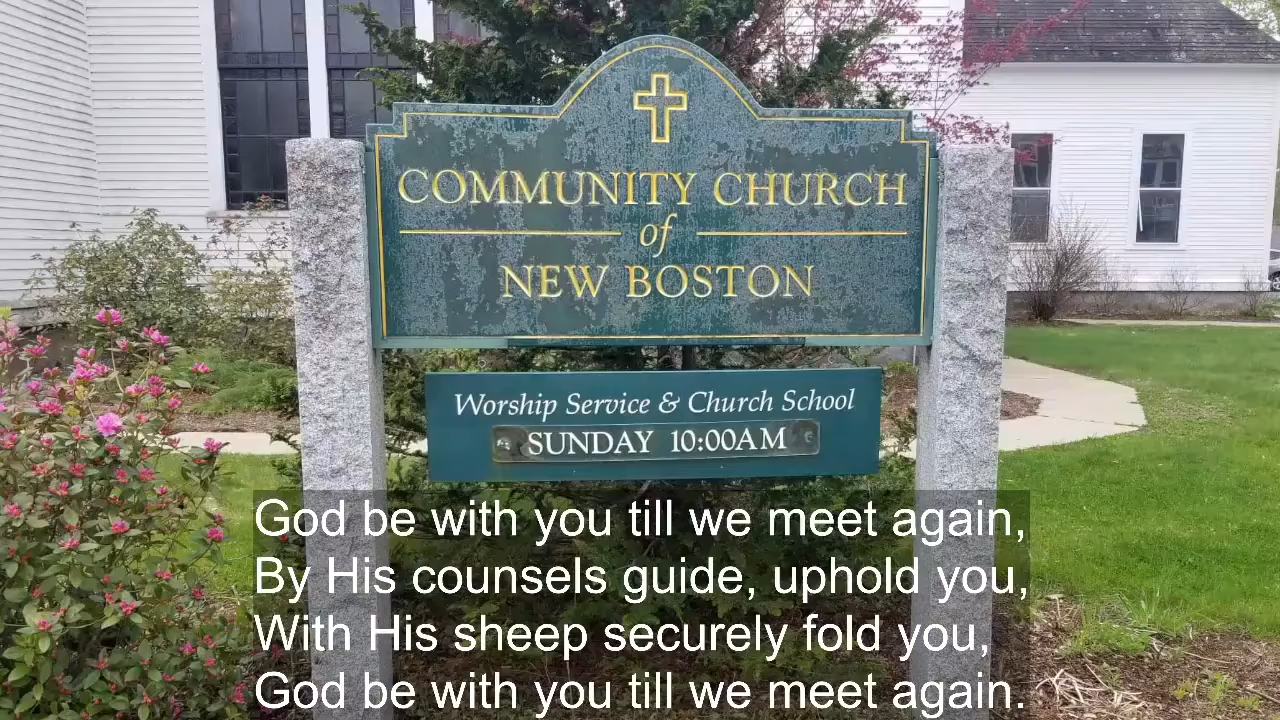 COMMUNITY CHURCH
of
NEW BOSTON
Worship Service & Church School
SUNDAY 10:00AM
God be with you till we meet again,
By His counsels guide, uphold you,
With His sheep securely fold you,
God be with you till we meet again.